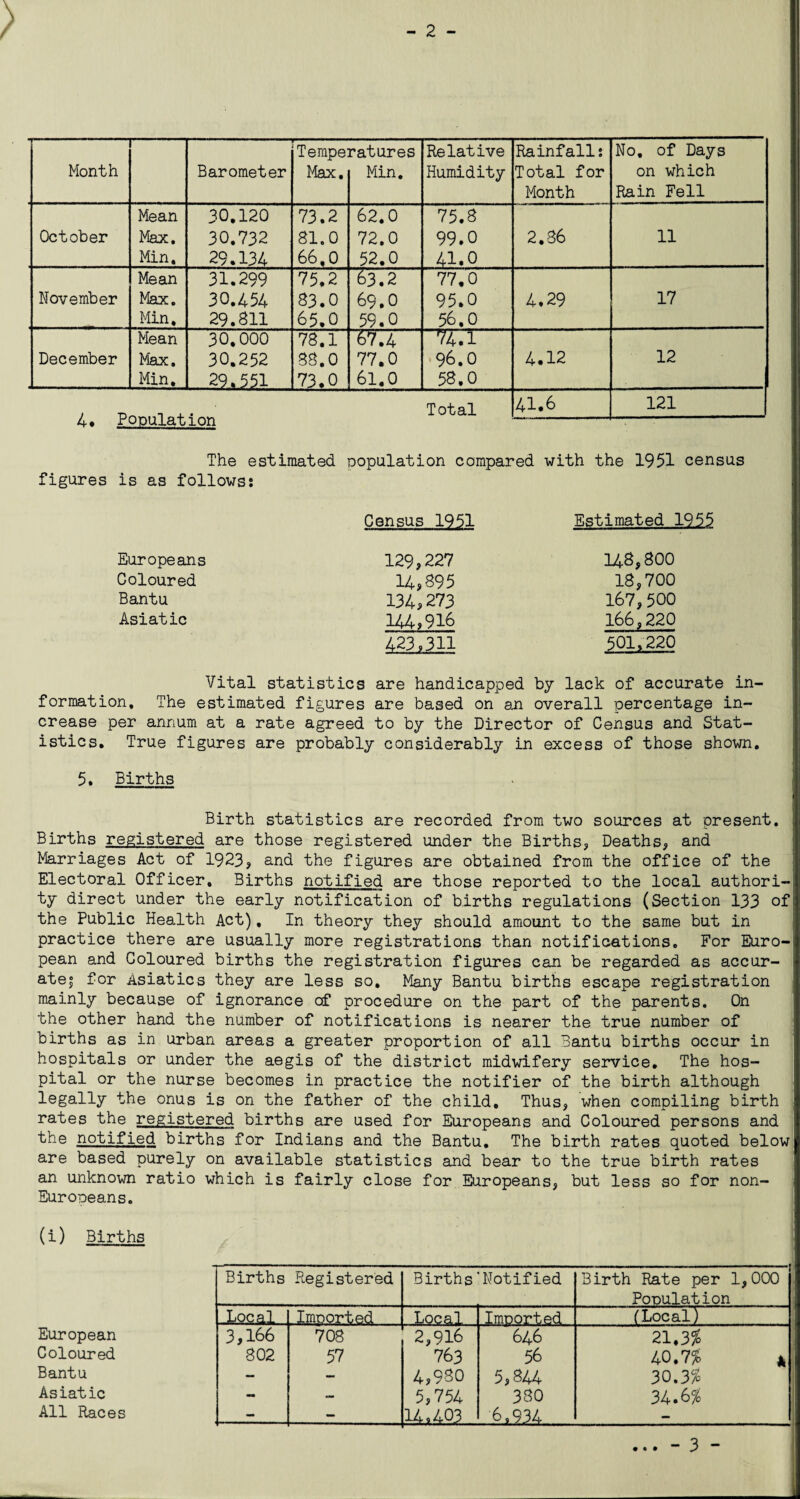 - 2 -
Month Barometer Temperatures Max. Min. Relative Humidity Rainfall: Total for Month No. of Days on which Rain Fell
October Mean 30.120 73.2 62.0 75.8
Max. 30.732 81.0 72.0 99.0 2.86 11
Min. 29.134 66.0 52.0 41.0
November Mean 31.299 75.2 63.2 77.0
Max. 30.454 83.0 69.0 95.0 4.29 17
Min. 29.811 65.0 59.0 56.0
December Mean 30.000 78.1 67.4 74.1
Max. 30.252 88.0 77.0 96.0 4.12 12
Min. 29.551 73.0 61.0 58.0
Total 41.6 121
4. Population
The estimated population compared with the 1951 census
figures is as follows:
Census 1951 Estimated 1955
Europeans 129,227 148,800
Coloured 14,895 18,700
Bantu 134,273 167,500
Asiatic 144,916 166,220
423,311 501,220
Vital statistics are handicapped by lack of accurate in-
formation. The estimated figures are based on an overall percentage in-
crease per annum at a rate agreed to by the Director of Census and Stat-
istics. True figures are probably considerably in excess of those shown.
5. Births
Birth statistics are recorded from two sources at present.
Births registered are those registered under the Births, Deaths, and
Marriages Act of 1923, and the figures are obtained from the office of the
Electoral Officer. Births notified are those reported to the local authori-
ty direct under the early notification of births regulations (Section 133 of
the Public Health Act). In theory they should amount to the same but in
practice there are usually more registrations than notifications. For Euro-
pean and Coloured births the registration figures can be regarded as accur-
ate; for Asiatics they are less so. Many Bantu births escape registration
mainly because of ignorance of procedure on the part of the parents. On
the other hand the number of notifications is nearer the true number of
births as in urban areas a greater proportion of all Bantu births occur in
hospitals or under the aegis of the district midwifery service. The hos-
pital or the nurse becomes in practice the notifier of the birth although
legally the onus is on the father of the child. Thus, when compiling birth
rates the registered births are used for Europeans and Coloured persons and
the notified births for Indians and the Bantu. The birth rates quoted below
are based purely on available statistics and bear to the true birth rates
an unknown ratio which is fairly close for Europeans, but less so for non-
Europeans.
(i) Births
Births Registered Births Notified Birth Rate per 1,000 Population
Local Imported Local Imported (Local)
European 3,166 708 2,916 646 21.3%
Coloured 802 57 763 56 40.7%
Bantu - - 4,980 5,844 30.3%
Asiatic - - 5,754 380 34.6%
All Races - - 14,403 6,934 -
... - 3 -